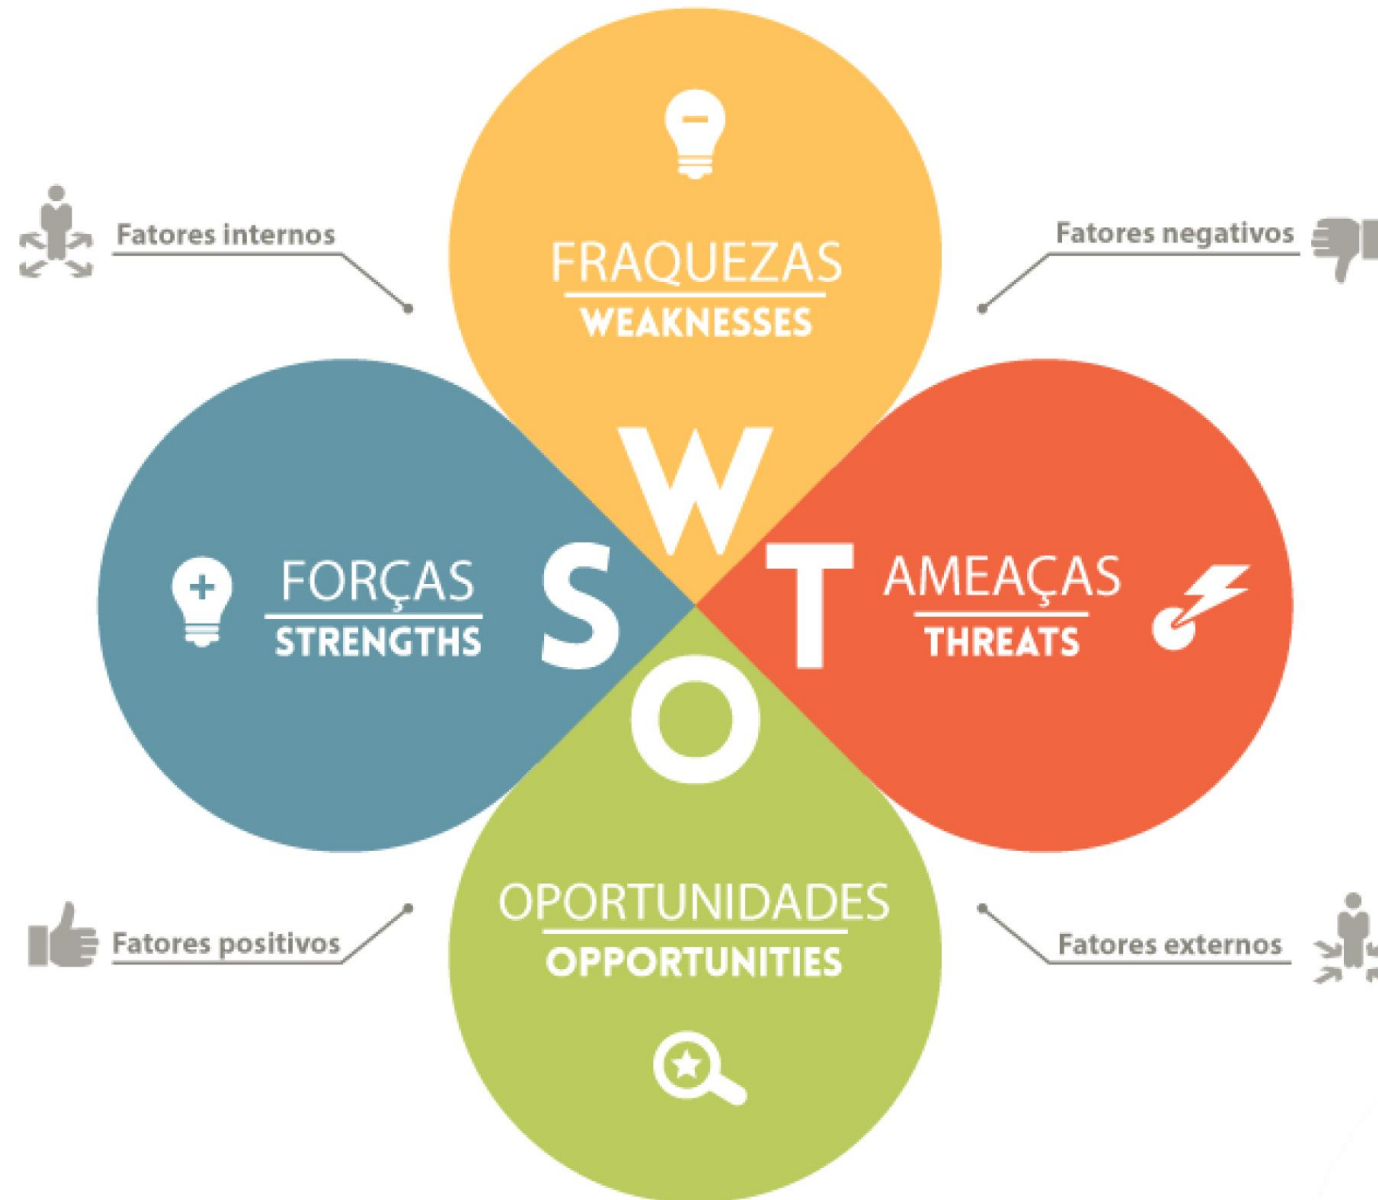 Fatores internos
Fatores negativos
FRAQUEZAS
WEAKNESSES
W
FORÇAS
STRENGTHS
S
T
AMEAÇAS
THREATS
O
OPORTUNIDADES
OPPORTUNITIES
Fatores positivos
Fatores externos